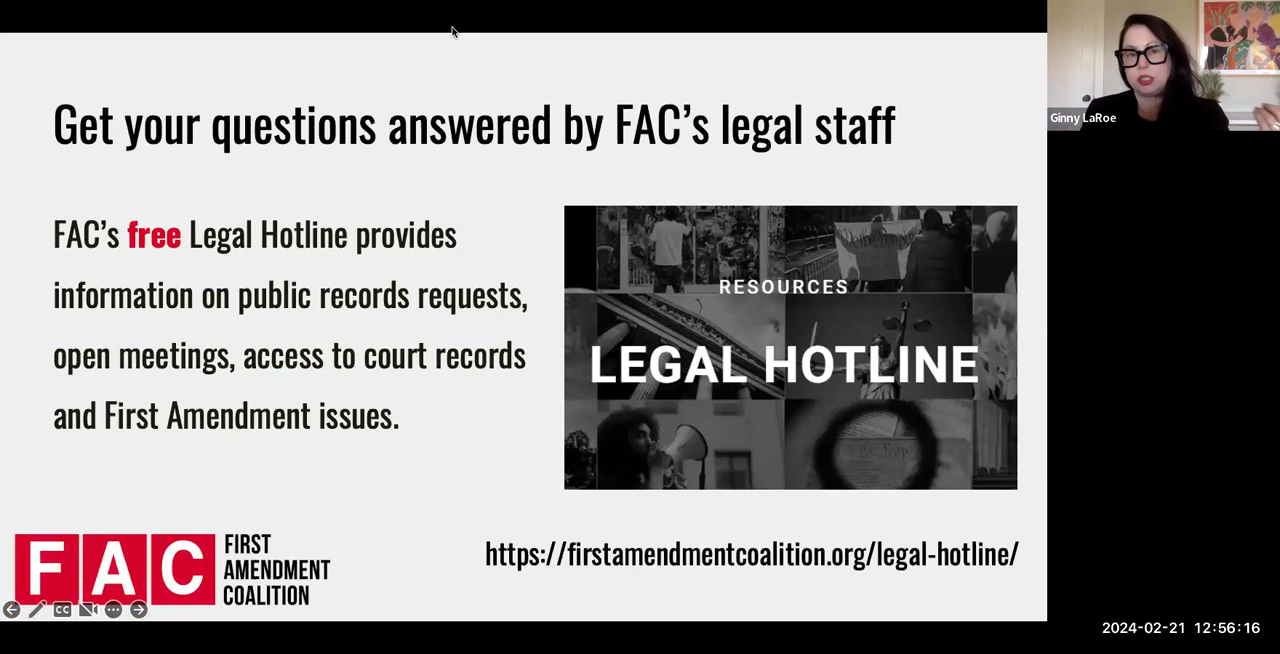 Get your questions answered by FAC’s legal staff
Ginny LaRoe
FAC’s free Legal Hotline provides
information on public records requests,
open meetings, access to court records
and First Amendment issues.
RESOURCES
LEGAL HOTLINE
FAC
FIRST
AMENDMENT
COALITION
https://firstamendmentcoalition.org/legal-hotline/
CC
2024-02-21 12:56:16